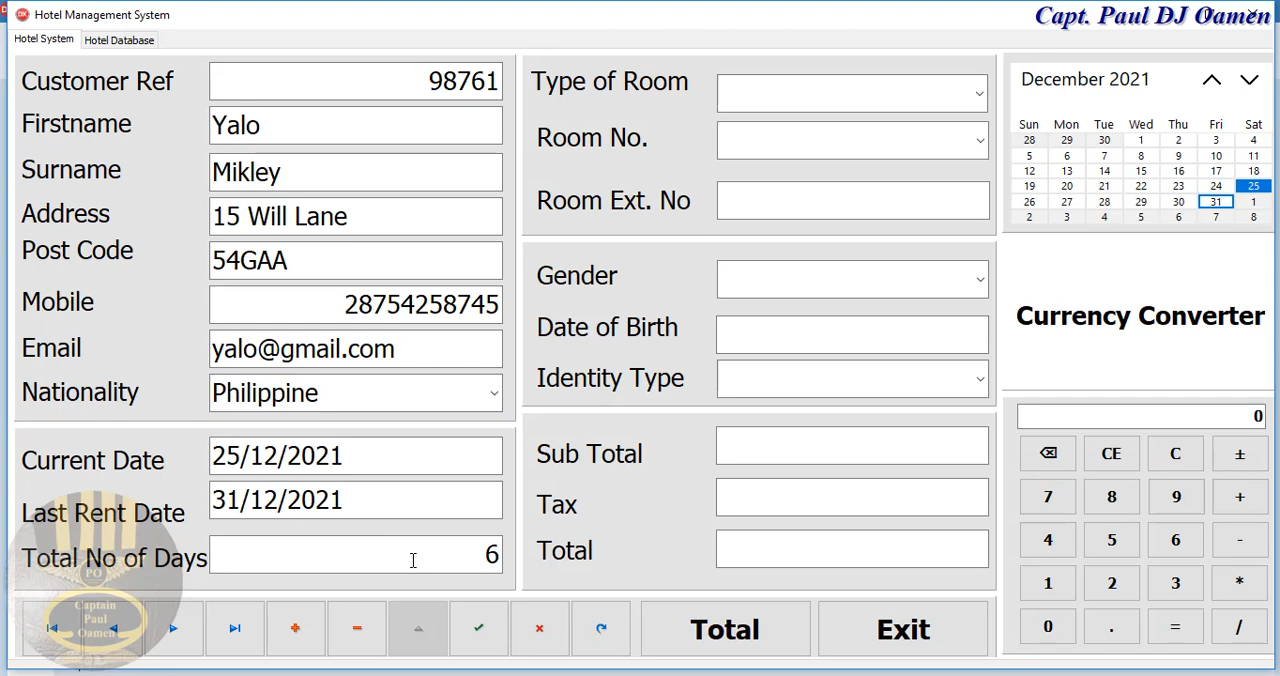 Hotel Management System
Capt. Paul DJ Oamen
Hotel System
Hotel Database
Customer Ref 98761
Firstname Yalo
Surname Mikley
Address 15 Will Lane
Post Code 54GAA
Mobile 28754258745
Email yalo@gmail.com
Nationality Philippine
Current Date 25/12/2021
Last Rent Date 31/12/2021
Total No of Days 6
Type of Room
Room No.
Room Ext. No
Gender
Date of Birth
Identity Type
Sub Total
Tax
Total
December 2021
Sun Mon Tue Wed Thu Fri Sat
28 29 30 1 2 3 4
5 6 7 8 9 10 11
12 13 14 15 16 17 18
19 20 21 22 23 24 25
26 27 28 29 30 31 1
2 3 4 5 6 7 8
Currency Converter
0
CE C ±
7 8 9 +
4 5 6 -
1 2 3 *
0 . = /
Total
Exit
PO
Captain
Paul
Oamen